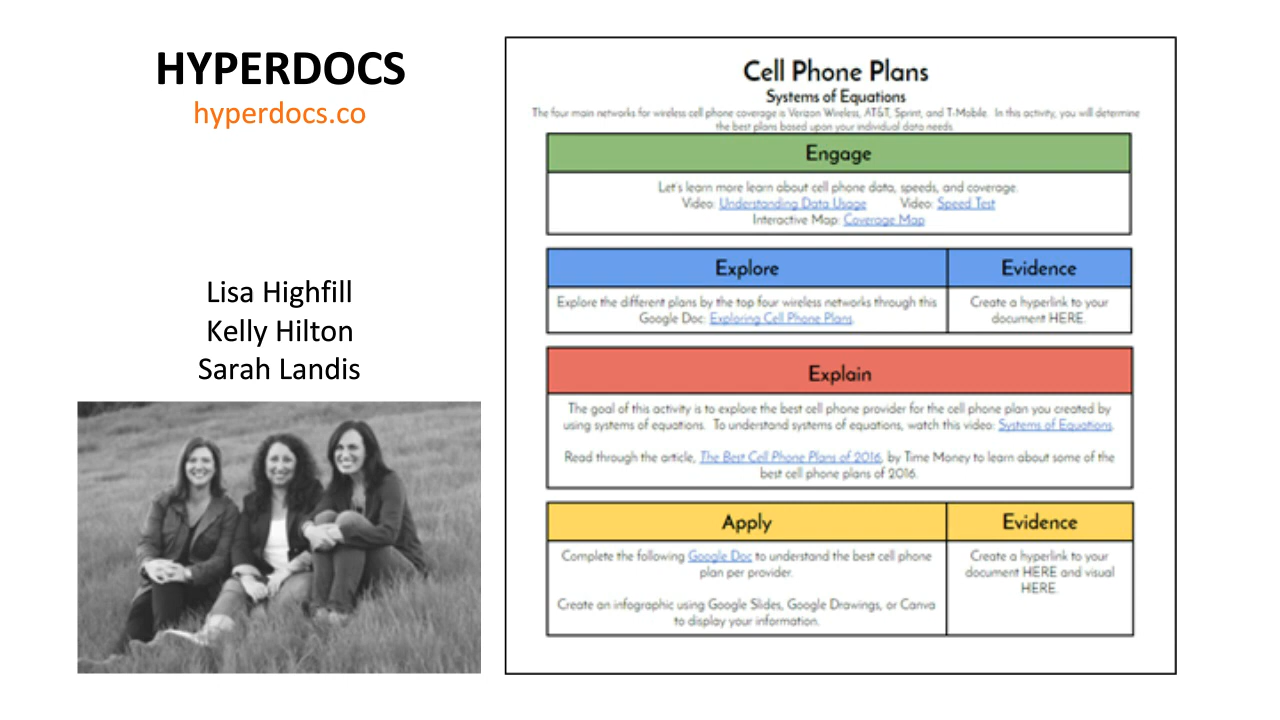 HYPERDOCS
hyperdocs.co
Lisa Highfill
Kelly Hilton
Sarah Landis
Cell Phone Plans
Systems of Equations
The four main networks for wireless cell phone coverage is Verizon Wireless, AT&T, Sprint, and T-Mobile. In this activity, you will determine
the best plans based upon your individual data needs.
Engage
Let's learn more learn about cell phone data, speeds, and coverage.
Video: Understanding Data Usage Video: Speed Test
Interactive Map: Coverage Map
Explore Evidence
Explore the different plans by the top four wireless networks through this
Google Doc: Exploring Cell Phone Plans.
Create a hyperlink to your
document HERE.
Explain
The goal of this activity is to explore the best cell phone provider for the cell phone plan you created by
using systems of equations. To understand systems of equations, watch this video: Systems of Equations.
Read through the article, The Best Cell Phone Plans of 2016, by Time Money to learn about some of the
best cell phone plans of 2016.
Apply Evidence
Complete the following Google Doc to understand the best cell phone
plan per provider.
Create an infographic using Google Slides, Google Drawings, or Canva
to display your information.
Create a hyperlink to your
document HERE and visual
HERE.